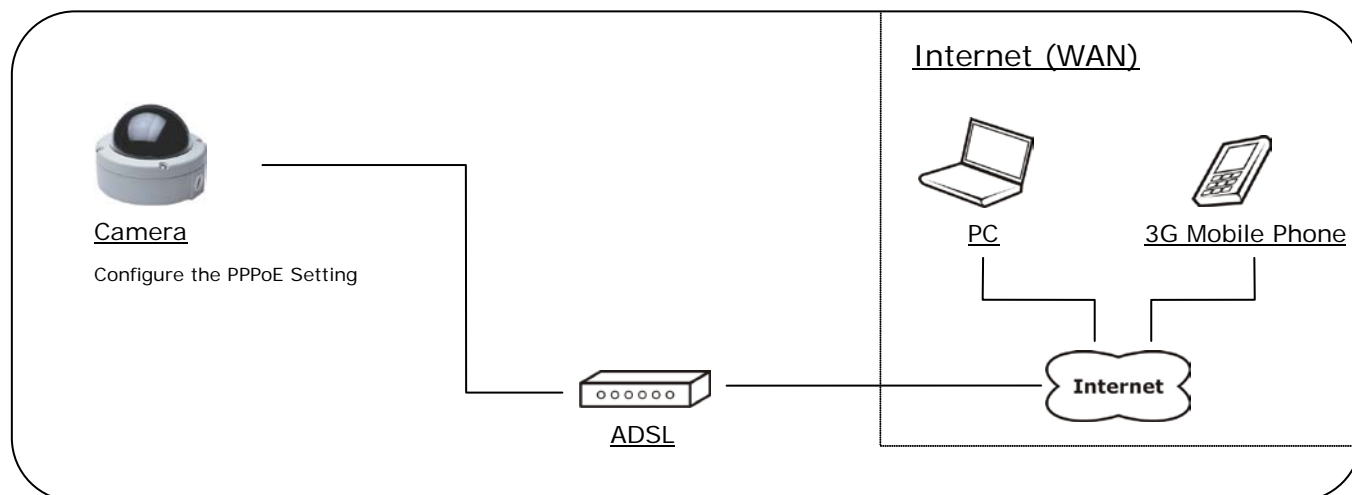 Internet (WAN)
Camera
Configure the PPPoE Setting
PC
3G Mobile Phone
Internet
ADSL